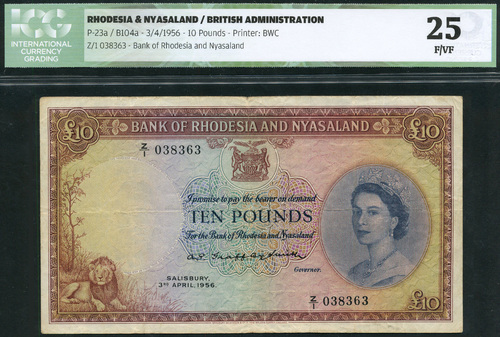 ICG
INTERNATIONAL
CURRENCY
GRADING
RHODESIA & NYASALAND / BRITISH ADMINISTRATION
P-23a / B104a - 3/4/1956 - 10 Pounds - Printer: BWC
Z/1 038363 - Bank of Rhodesia and Nyasaland
25
F/VF
£10
BANK OF RHODESIA AND NYASALAND
£10
Z/1 038363
I promise to pay the bearer on demand
TEN POUNDS
For the Bank of Rhodesia and Nyasaland
Governor.
SALISBURY,
3RD APRIL, 1956
Z/1 038363
£10